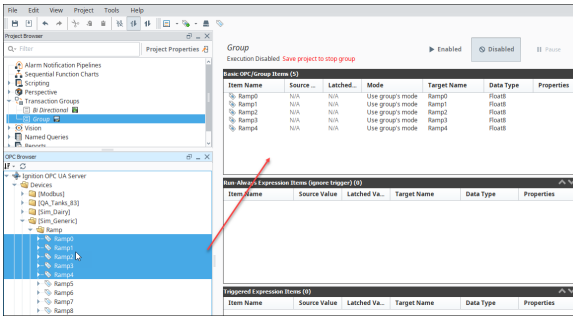 File Edit View Project Tools Help
Project Browser
Filter
Project Properties
Alarm Notification Pipelines
Sequential Function Charts
Scripting
Perspective
Transaction Groups
Bi Directional
Group
Vision
Named Queries
Reports
OPC Browser
Ignition OPC UA Server
Devices
[Modbus]
[QA_Tanks_83]
[Sim_Dairy]
[Sim_Generic]
Ramp
Ramp0
Ramp1
Ramp2
Ramp3
Ramp4
Ramp5
Ramp6
Ramp7
Ramp8
Group
Execution Disabled Save project to stop group
Enabled
Disabled
Pause
Basic OPC/Group Items (5)
Item Name Source ... Latched... Mode Target Name Data Type Properties
Ramp0 N/A N/A Use group's mode Ramp0 Float8
Ramp1 N/A N/A Use group's mode Ramp1 Float8
Ramp2 N/A N/A Use group's mode Ramp2 Float8
Ramp3 N/A N/A Use group's mode Ramp3 Float8
Ramp4 N/A N/A Use group's mode Ramp4 Float8
Run-Always Expression Items (ignore trigger) (0)
Item Name Source Value Latched Va... Target Name Data Type Properties
Triggered Expression Items (0)
Item Name Source Value Latched Va... Target Name Data Type Properties